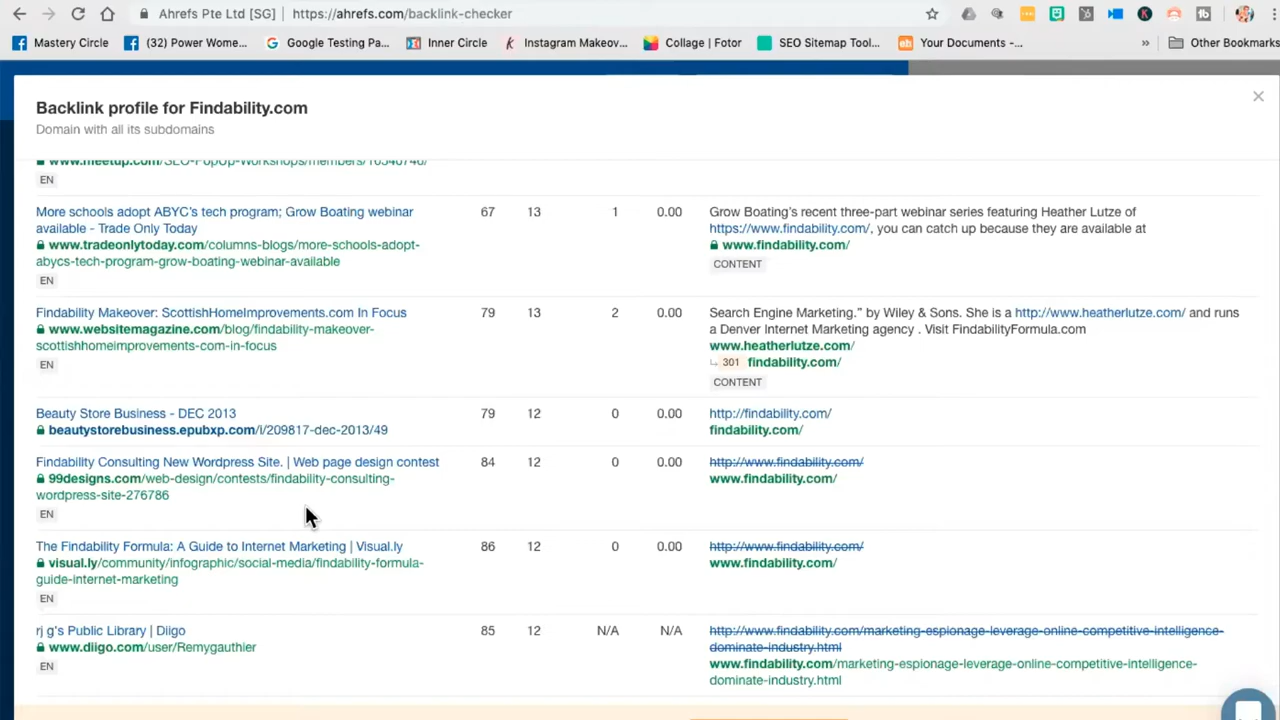 Ahrefs Pte Ltd [SG] https://ahrefs.com/backlink-checker
Mastery Circle (32) Power Wome... Google Testing Pa... Inner Circle Instagram Makeov... Collage | Fotor SEO Sitemap Tool... Your Documents -... » Other Bookmarks
Backlink profile for Findability.com
Domain with all its subdomains
www.meetup.com/SEO-PopUp-Workshops/members/
EN
More schools adopt ABYC's tech program; Grow Boating webinar 67 13 1 0.00 Grow Boating's recent three-part webinar series featuring Heather Lutze of
available - Trade Only Today https://www.findability.com/, you can catch up because they are available at
www.tradeonlytoday.com/columns-blogs/more-schools-adopt- www.findability.com/
abycs-tech-program-grow-boating-webinar-available CONTENT
EN
Findability Makeover: ScottishHomeImprovements.com In Focus 79 13 2 0.00 Search Engine Marketing.” by Wiley & Sons. She is a http://www.heatherlutze.com/ and runs
www.websitemagazine.com/blog/findability-makeover- a Denver Internet Marketing agency . Visit FindabilityFormula.com
scottishhomeimprovements-com-in-focus www.heatherlutze.com/
EN 301 findability.com/
CONTENT
Beauty Store Business - DEC 2013 79 12 0 0.00 http://findability.com/
beautystorebusiness.epubxp.com/i/209817-dec-2013/49 findability.com/
Findability Consulting New Wordpress Site. | Web page design contest 84 12 0 0.00 http://www.findability.com/
99designs.com/web-design/contests/findability-consulting- www.findability.com/
wordpress-site-276786
EN
The Findability Formula: A Guide to Internet Marketing | Visual.ly 86 12 0 0.00 http://www.findability.com/
visual.ly/community/infographic/social-media/findability-formula- www.findability.com/
guide-internet-marketing
EN
rj g's Public Library | Diigo 85 12 N/A N/A http://www.findability.com/marketing-espionage-leverage-online-competitive-intelligence-
www.diigo.com/user/Remygauthier dominate-industry.html
EN www.findability.com/marketing-espionage-leverage-online-competitive-intelligence-
dominate-industry.html